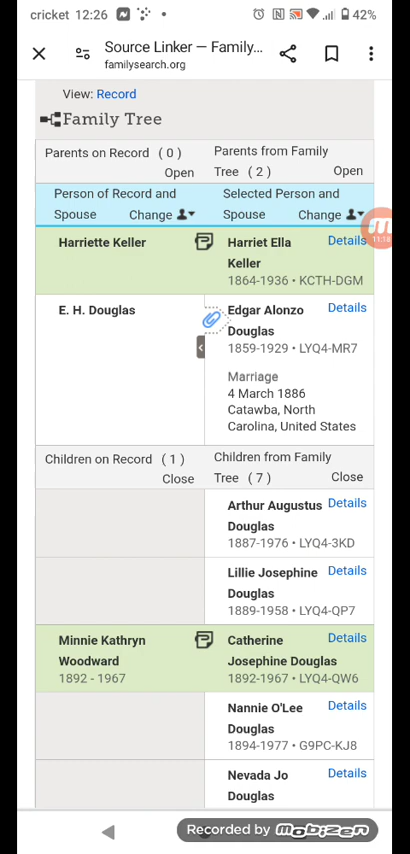 cricket 12:26
42%
Source Linker — Family...
familysearch.org
View: Record
Family Tree
Parents on Record ( 0 )
Open
Parents from Family
Tree ( 2 )
Open
Person of Record and
Spouse
Change
Selected Person and
Spouse
Change
11:18
Harriette Keller
Harriet Ella
Keller
Details
1864-1936 • KCTH-DGM
E. H. Douglas
Edgar Alonzo
Douglas
Details
1859-1929 • LYQ4-MR7
Marriage
4 March 1886
Catawba, North
Carolina, United States
Children on Record ( 1 )
Close
Children from Family
Tree ( 7 )
Close
Arthur Augustus
Douglas
Details
1887-1976 • LYQ4-3KD
Lillie Josephine
Douglas
Details
1889-1958 • LYQ4-QP7
Minnie Kathryn
Woodward
1892 - 1967
Catherine
Josephine Douglas
Details
1892-1967 • LYQ4-QW6
Nannie O'Lee
Douglas
Details
1894-1977 • G9PC-KJ8
Nevada Jo
Douglas
Details
Recorded by mobizen